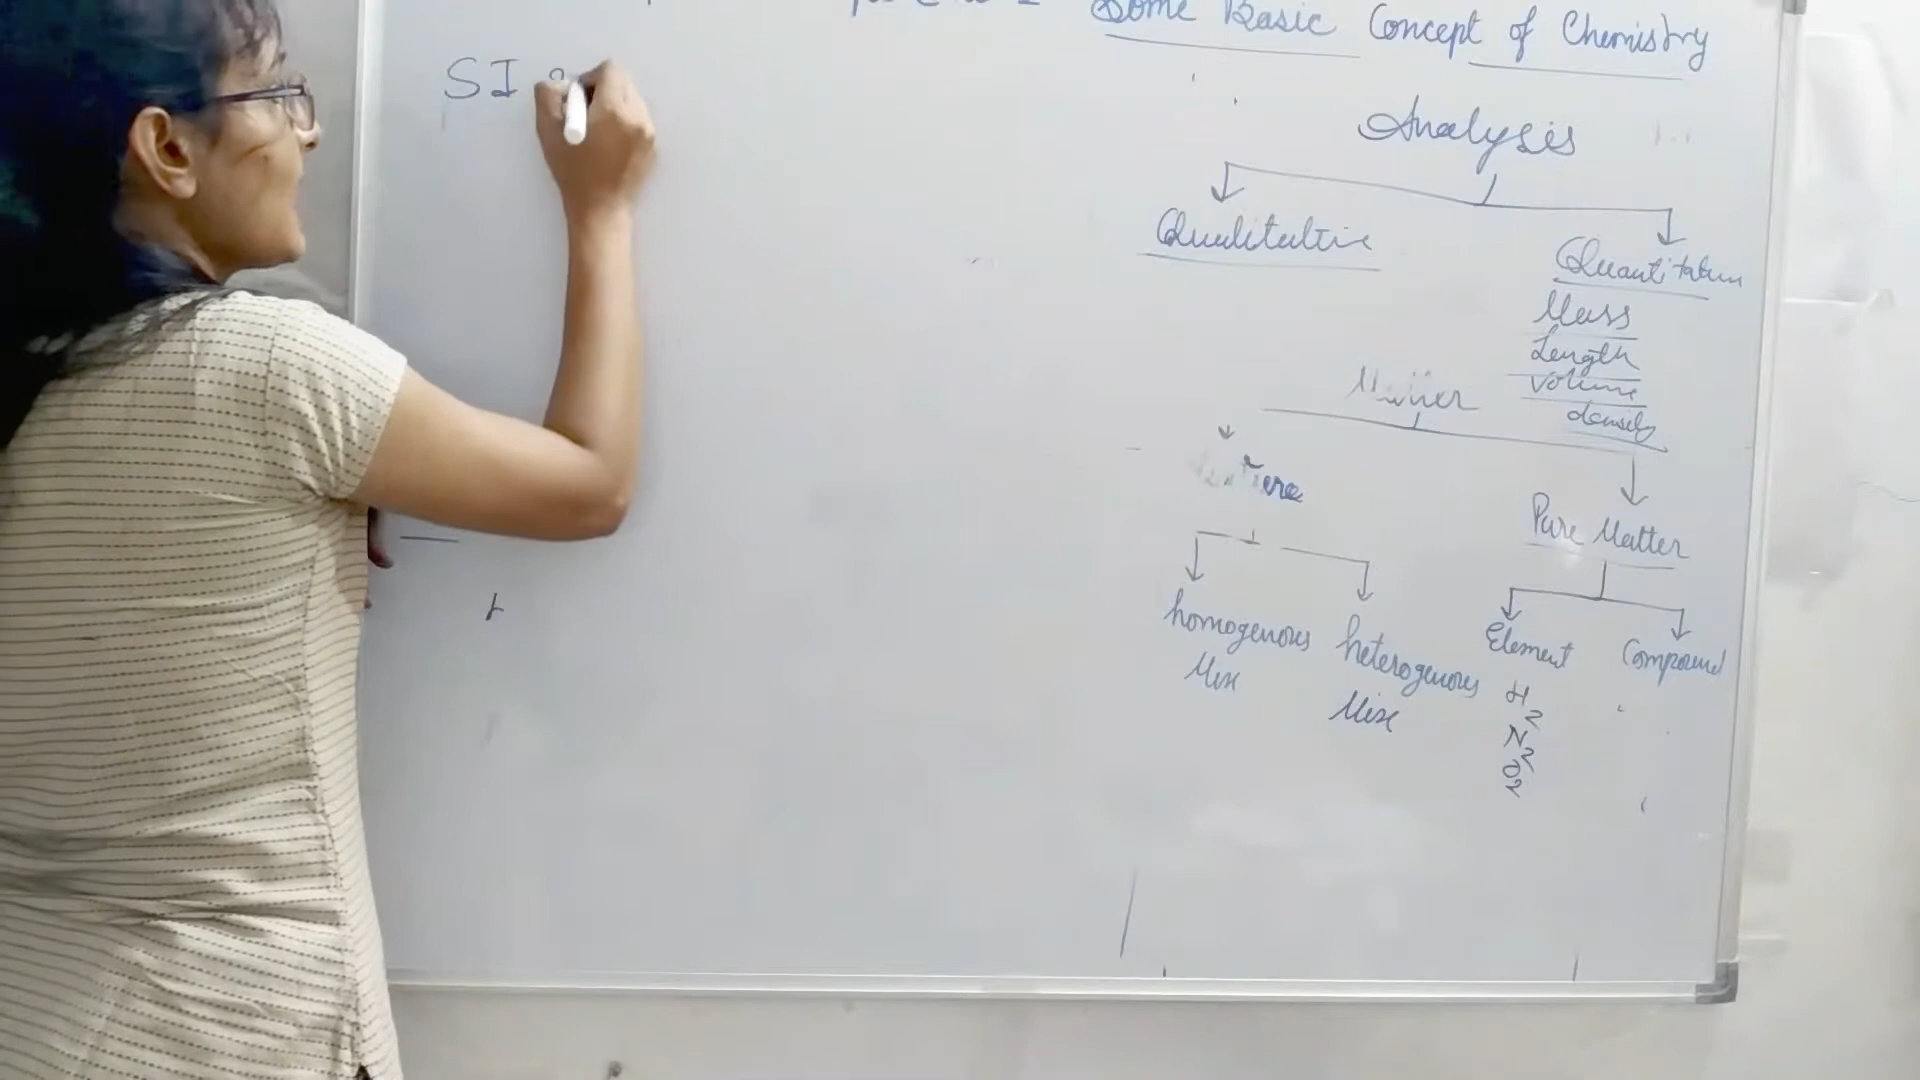 Some Basic Concept of Chemistry
SI
Analysis
Qualitative
Quantitative
Mass
Length
Volume
density
Matter
Pure Matter
homogenous
Mix
heterogenous
Mix
Element
Compound
H2
N2
O2